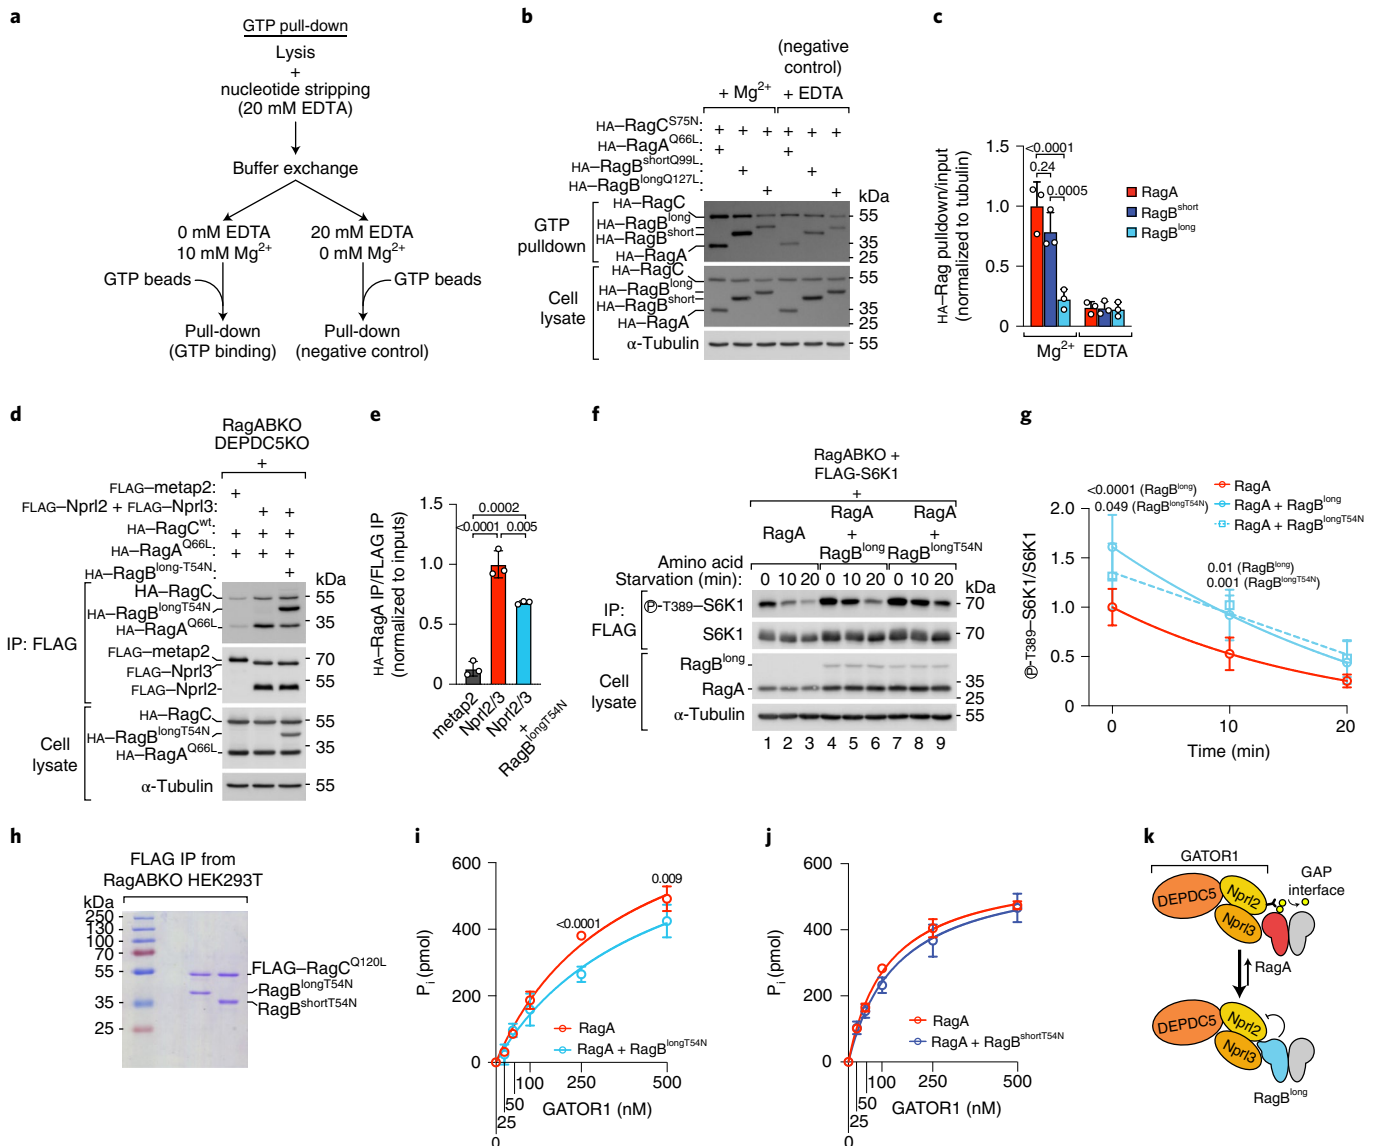 a
GTP pull-down
Lysis
+
nucleotide stripping
(20 mM EDTA)
Buffer exchange
0 mM EDTA
10 mM Mg2+
20 mM EDTA
0 mM Mg2+
GTP beads
GTP beads
Pull-down
(GTP binding)
Pull-down
(negative control)
b
(negative
control)
+ Mg2+ + EDTA
HA–RagCS75N: + + + + + +
HA–RagAQ66L: + +
HA–RagBshortQ99L: + +
HA–RagBlongQ127L: + +
kDa
GTP
pulldown
HA–RagC
HA–RagBlong
HA–RagBshort
HA–RagA
55
35
25
Cell
lysate
HA–RagC
HA–RagBlong
HA–RagBshort
HA–RagA
55
35
25
α-Tubulin 55
c
HA–Rag pulldown/input
(normalized to tubulin)
1.5
1.0
0.5
0
<0.0001
0.24
0.0005
Mg2+ EDTA
RagA
RagBshort
RagBlong
d
RagABKO
DEPDC5KO
+
FLAG–metap2: +
FLAG–Nprl2 + FLAG–Nprl3: + +
HA–RagCwt: + + +
HA–RagAQ66L: + + +
HA–RagBlong-T54N: +
kDa
IP: FLAG
HA–RagC
HA–RagBlongT54N
HA–RagAQ66L
55
35
FLAG–metap2
FLAG–Nprl3
FLAG–Nprl2
70
55
Cell
lysate
HA–RagC
HA–RagBlongT54N
HA–RagAQ66L
55
35
α-Tubulin 55
e
HA–RagA IP/FLAG IP
(normalized to inputs)
1.5
1.0
0.5
0
0.0002
<0.0001 0.005
metap2
Nprl2/3
Nprl2/3
+
RagBlongT54N
f
RagABKO +
FLAG-S6K1
+
RagA
RagA
+
RagBlong
RagA
+
RagBlongT54N
Amino acid
Starvation (min): 0 10 20 0 10 20 0 10 20
kDa
IP:
FLAG
Ⓟ-T389–S6K1 70
S6K1 70
Cell
lysate
RagBlong
RagA
35
25
α-Tubulin 55
1 2 3 4 5 6 7 8 9
g
Ⓟ-T389–S6K1/S6K1
2.0
1.5
1.0
0.5
0
<0.0001 (RagBlong)
0.049 (RagBlongT54N)
0.01 (RagBlong)
0.001 (RagBlongT54N)
RagA
RagA + RagBlong
RagA + RagBlongT54N
0 10 20
Time (min)
h
FLAG IP from
RagABKO HEK293T
kDa
250
130
100
70
55
35
25
FLAG–RagCQ120L
RagBlongT54N
RagBshortT54N
i
Pi (pmol)
600
400
200
0
<0.0001
0.009
RagA
RagA + RagBlongT54N
0
25
50
100
250
500
GATOR1 (nM)
j
Pi (pmol)
600
400
200
0
RagA
RagA + RagBshortT54N
0
25
50
100
250
500
GATOR1 (nM)
k
GATOR1
DEPDC5
Nprl2
Nprl3
GAP
interface
RagA
DEPDC5
Nprl2
Nprl3
RagBlong